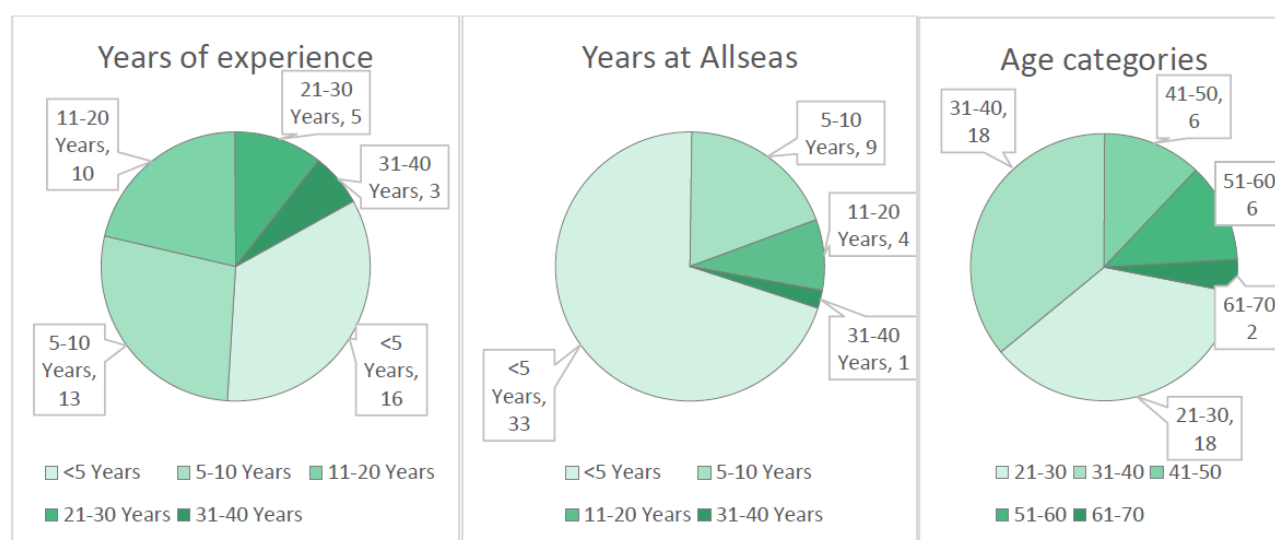 Years of experience
21-30
Years, 5
11-20
Years,
10
31-40
Years, 3
5-10
Years,
13
<5
Years,
16
<5 Years
5-10 Years
11-20 Years
21-30 Years
31-40 Years
Years at Allseas
5-10
Years, 9
11-20
Years, 4
31-40
Years, 1
<5
Years,
33
<5 Years
5-10 Years
11-20 Years
31-40 Years
Age categories
31-40,
18
41-50,
6
51-60
6
61-70
2
21-30,
18
21-30
31-40
41-50
51-60
61-70